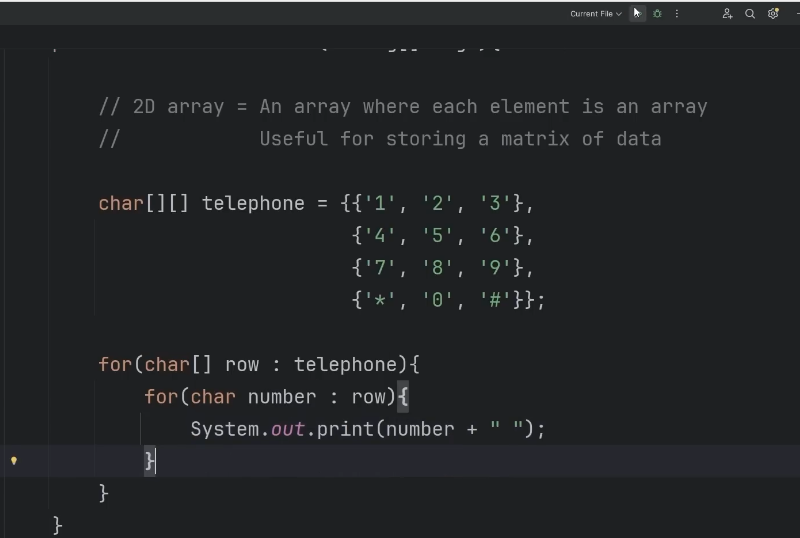 Current File
// 2D array = An array where each element is an array
//            Useful for storing a matrix of data
char[][] telephone = {{'1', '2', '3'},
                      {'4', '5', '6'},
                      {'7', '8', '9'},
                      {'*', '0', '#'}};
for(char[] row : telephone){
    for(char number : row){
        System.out.print(number + " ");
    }
}
}